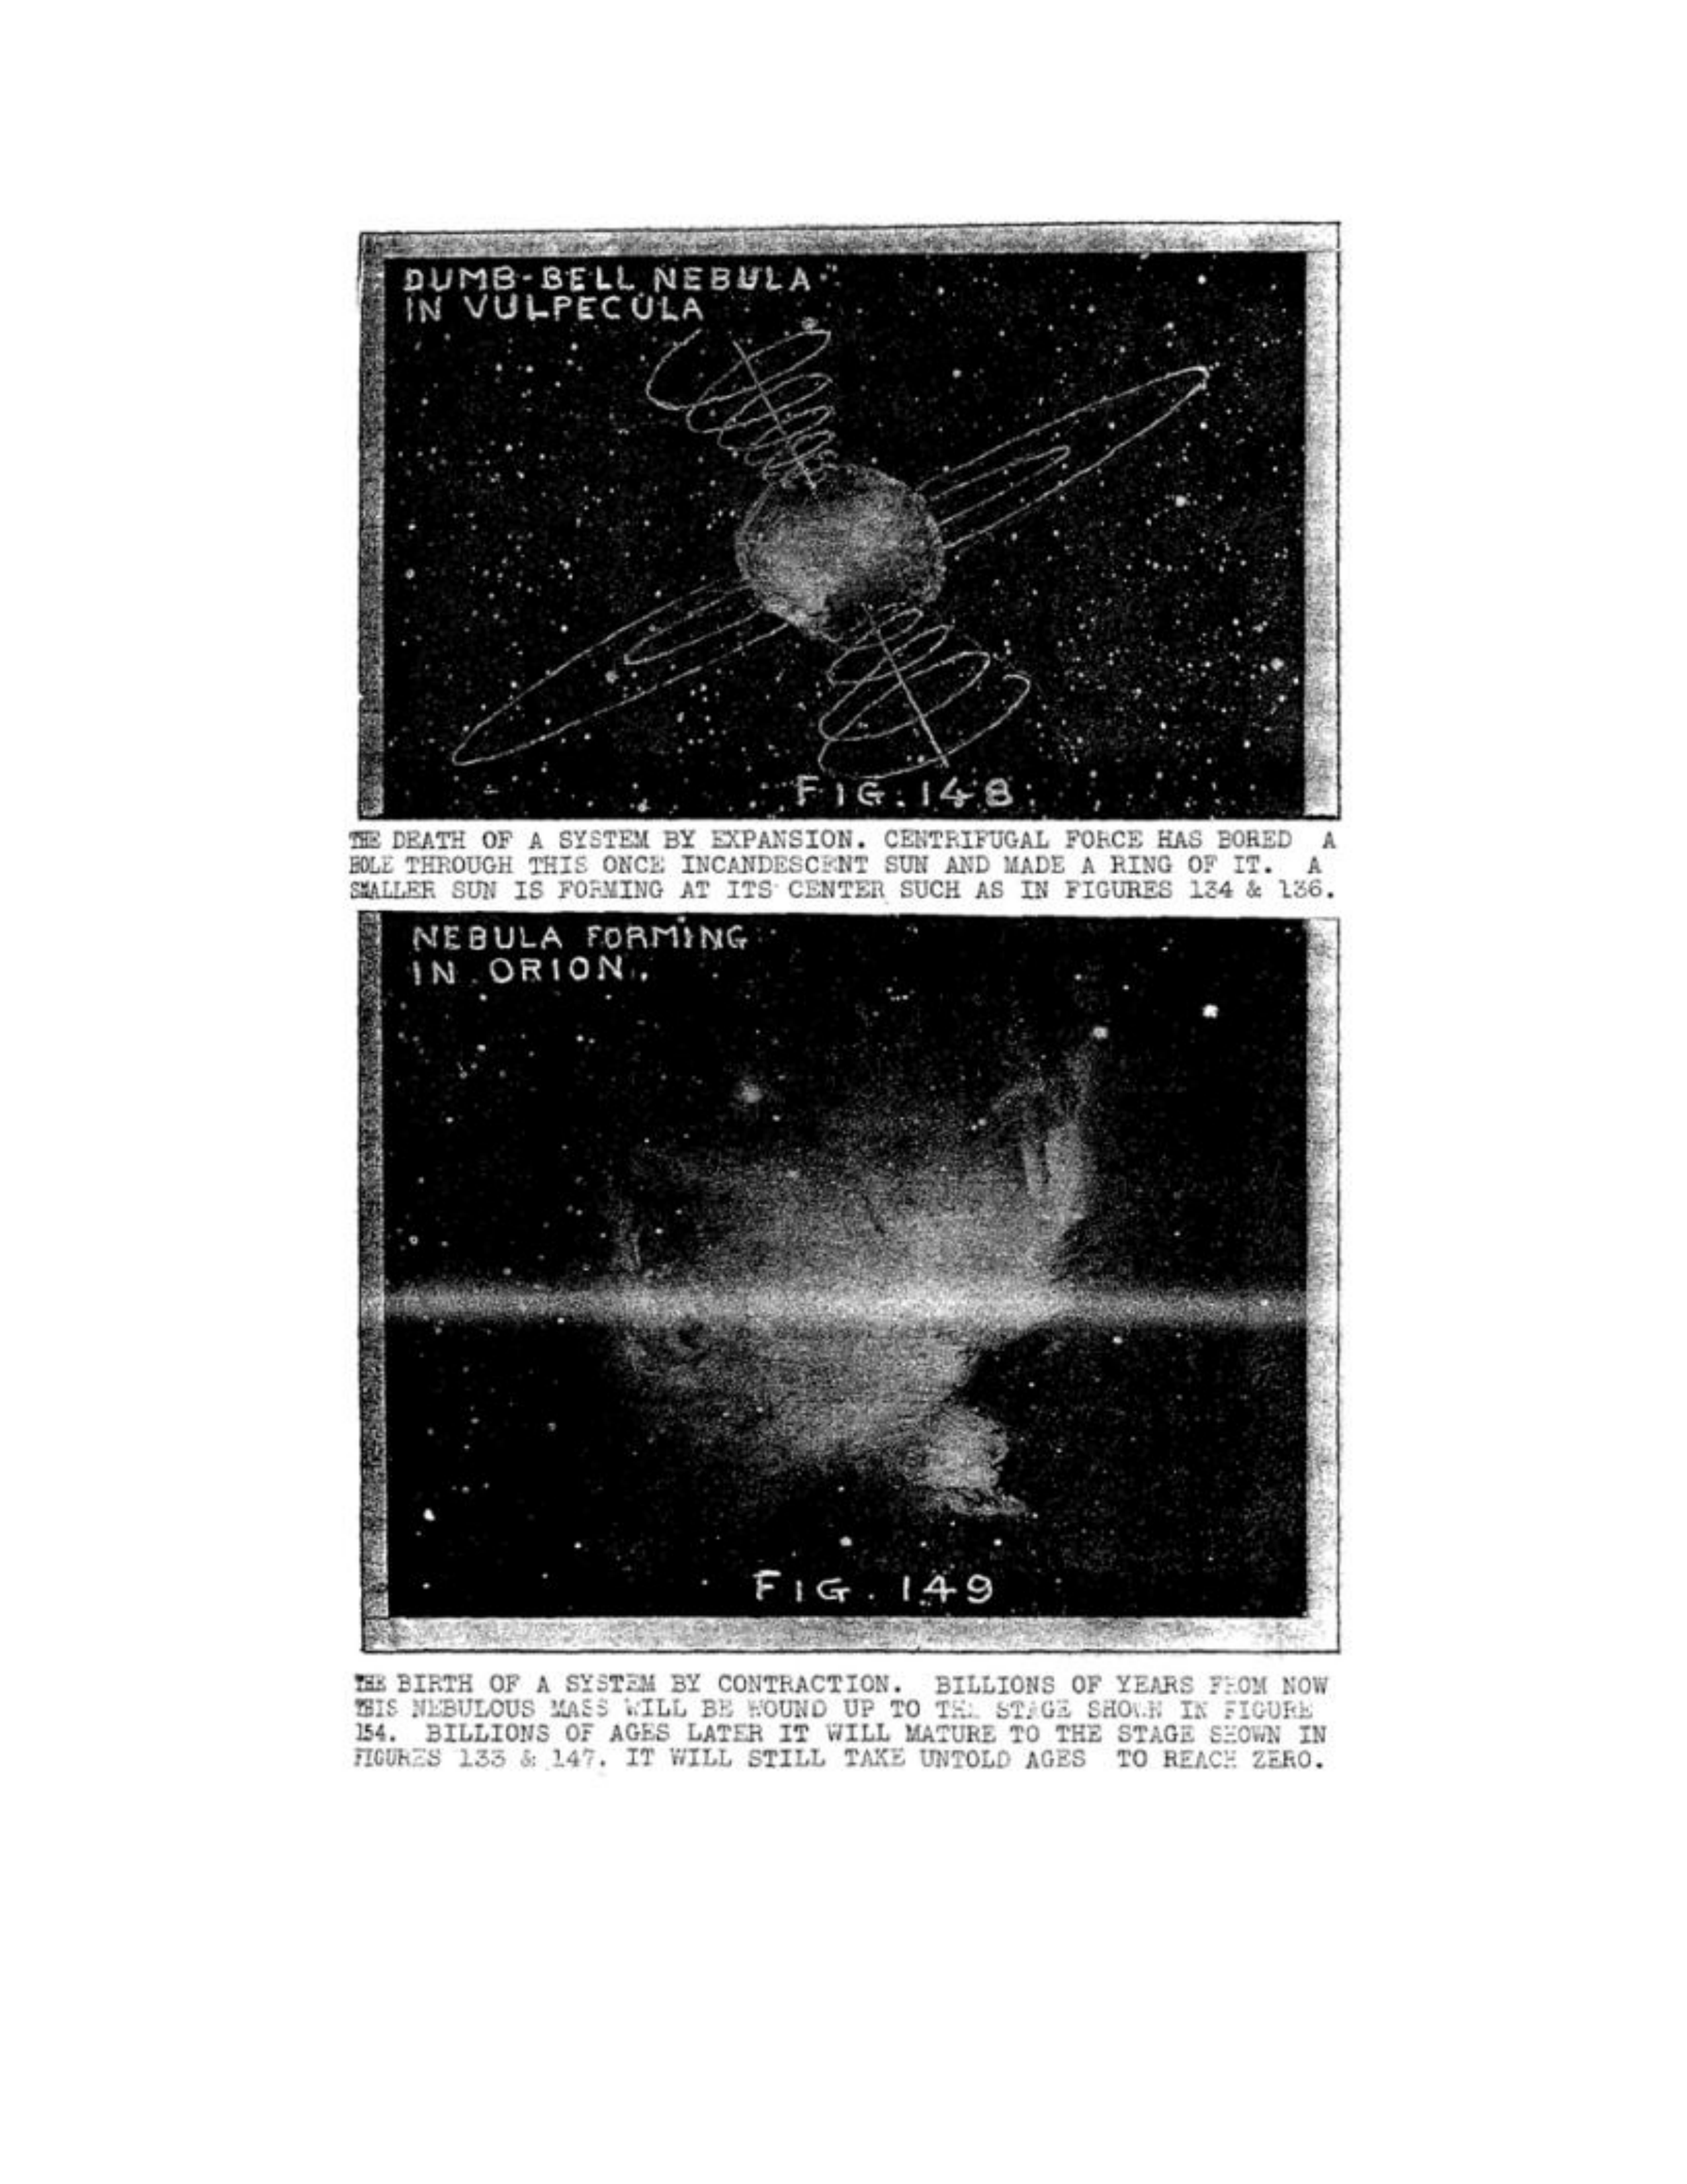 DUMB-BELL NEBULA
IN VULPECULA
FIG. 148
THE DEATH OF A SYSTEM BY EXPANSION. CENTRIFUGAL FORCE HAS BORED A
HOLE THROUGH THIS ONCE INCANDESCENT SUN AND MADE A RING OF IT. A
SMALLER SUN IS FORMING AT ITS CENTER SUCH AS IN FIGURES 134 & 136.
NEBULA FORMING
IN ORION.
FIG. 149
THE BIRTH OF A SYSTEM BY CONTRACTION. BILLIONS OF YEARS FROM NOW
THIS NEBULOUS MASS WILL BE WOUND UP TO THE STAGE SHOWN IN FIGURE
154. BILLIONS OF AGES LATER IT WILL MATURE TO THE STAGE SHOWN IN
FIGURES 133 & 147. IT WILL STILL TAKE UNTOLD AGES TO REACH ZERO.